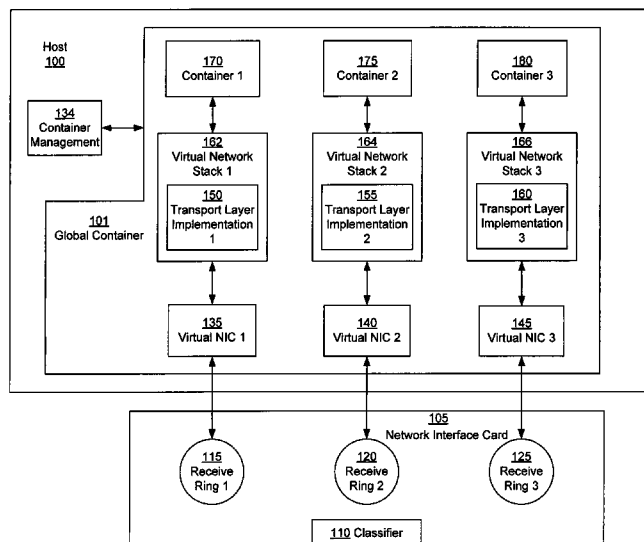 Host
100
170
Container 1
175
Container 2
180
Container 3
134
Container
Management
162
Virtual Network
Stack 1
164
Virtual Network
Stack 2
166
Virtual Network
Stack 3
150
Transport Layer
Implementation
1
155
Transport Layer
Implementation
2
160
Transport Layer
Implementation
3
101
Global Container
135
Virtual NIC 1
140
Virtual NIC 2
145
Virtual NIC 3
105
Network Interface Card
115
Receive
Ring 1
120
Receive
Ring 2
125
Receive
Ring 3
110 Classifier